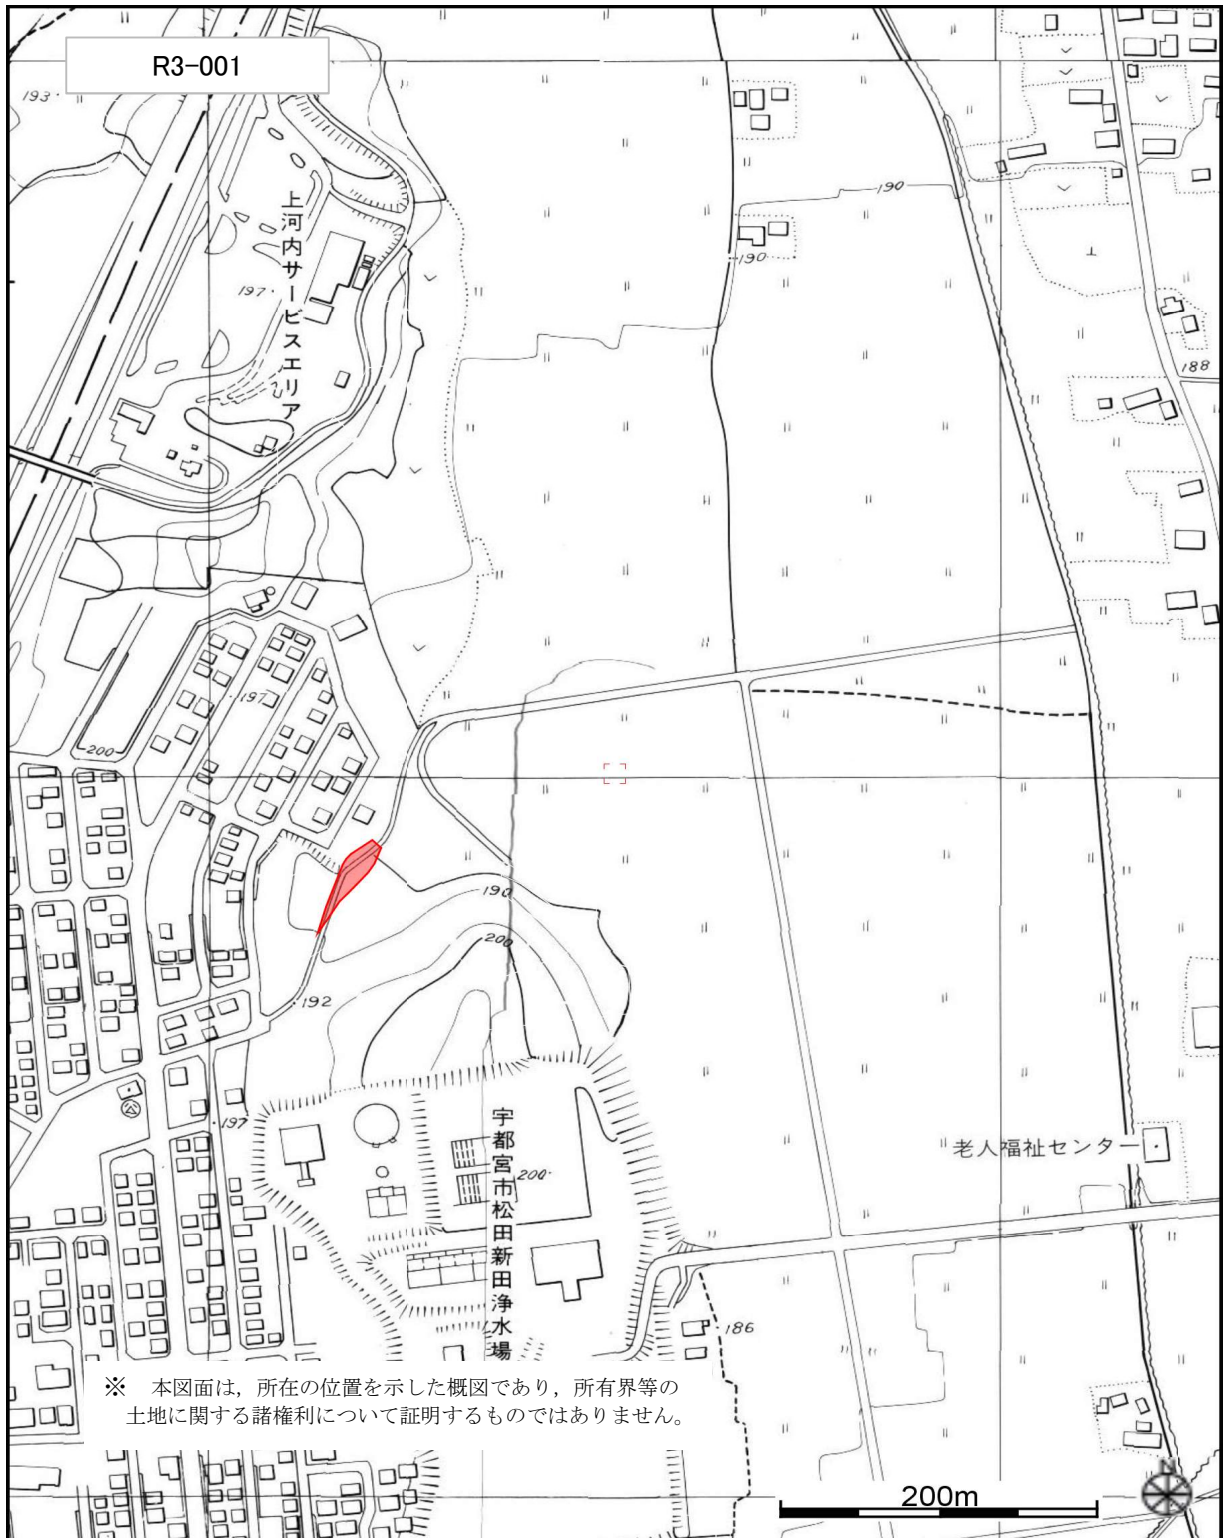 R3-001
193
上河内サービスエリア
197
190
190
188
197
200
190
200
192
197
宇都宮市松田新田浄水場
200
老人福祉センター
186
※　本図面は，所在の位置を示した概図であり，所有界等の
土地に関する諸権利について証明するものではありません。
200m
N